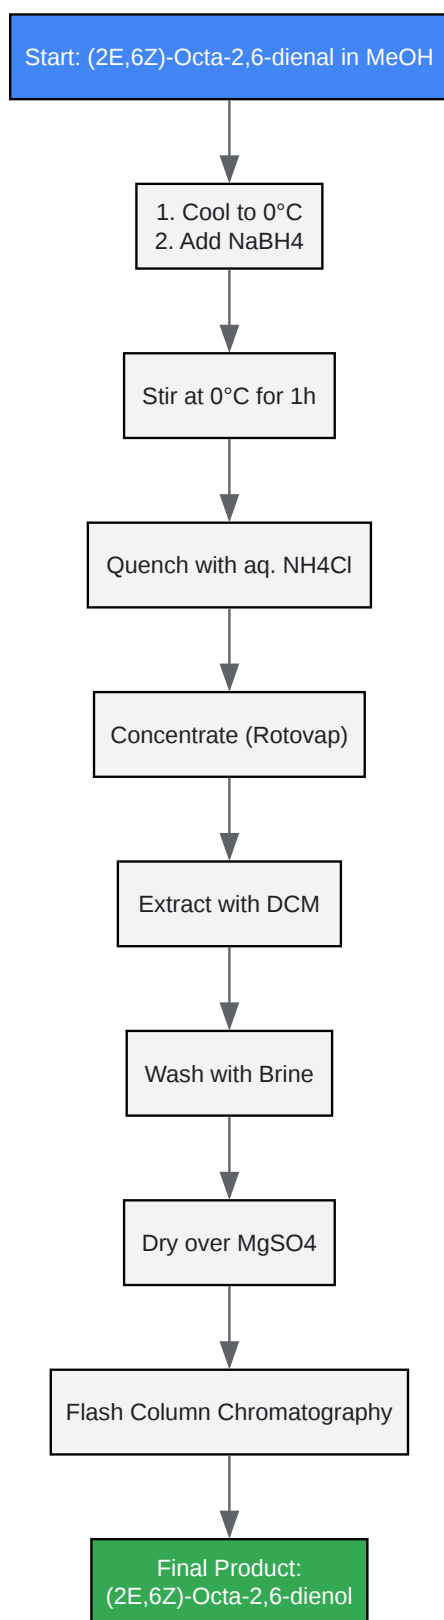 Start: (2E,6Z)-Octa-2,6-dienal in MeOH
1. Cool to 0°C
2. Add NaBH4
Stir at 0°C for 1h
Quench with aq. NH4Cl
Concentrate (Rotovap)
Extract with DCM
Wash with Brine
Dry over MgSO4
Flash Column Chromatography
Final Product:
(2E,6Z)-Octa-2,6-dienol